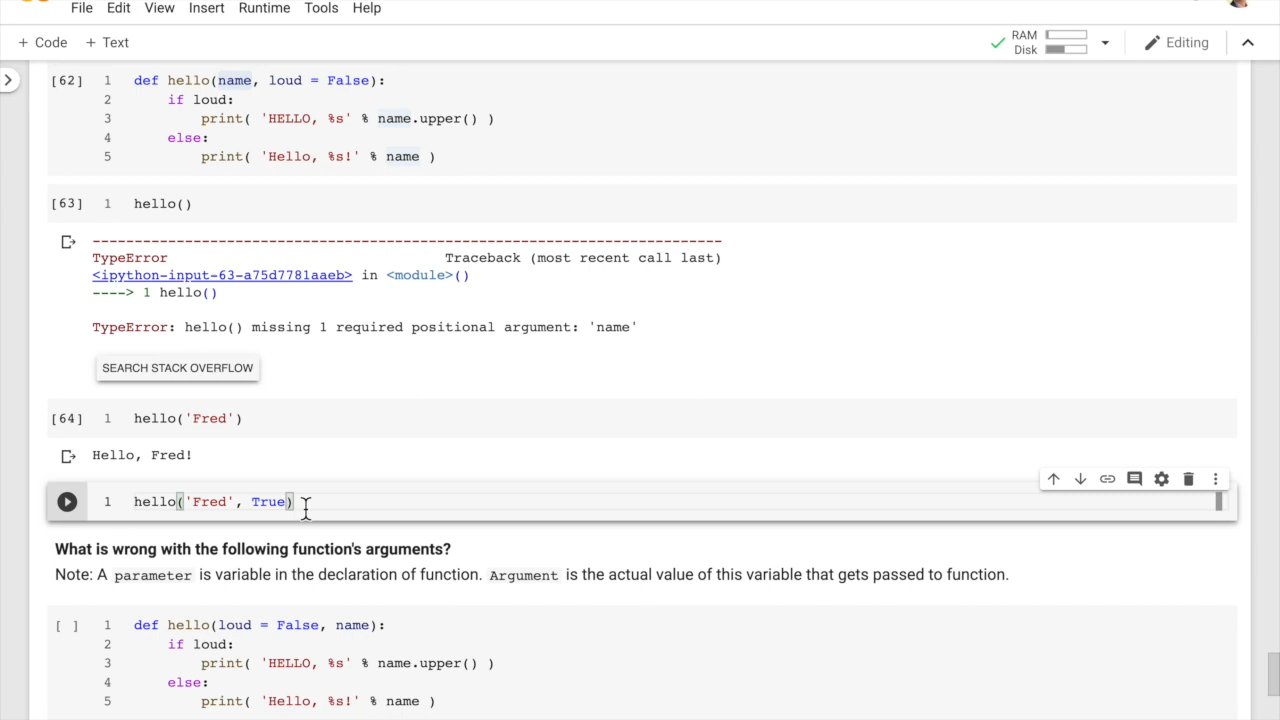 File Edit View Insert Runtime Tools Help
+ Code + Text
RAM
Disk
Editing
[62] 1 def hello(name, loud = False):
2 if loud:
3 print( 'HELLO, %s' % name.upper() )
4 else:
5 print( 'Hello, %s!' % name )
[63] 1 hello()
---------------------------------------------------------------------------
TypeError Traceback (most recent call last)
<ipython-input-63-a75d7781aaeb> in <module>()
----> 1 hello()
TypeError: hello() missing 1 required positional argument: 'name'
SEARCH STACK OVERFLOW
[64] 1 hello('Fred')
Hello, Fred!
1 hello('Fred', True)
What is wrong with the following function's arguments?
Note: A parameter is variable in the declaration of function. Argument is the actual value of this variable that gets passed to function.
[ ] 1 def hello(loud = False, name):
2 if loud:
3 print( 'HELLO, %s' % name.upper() )
4 else:
5 print( 'Hello, %s!' % name )